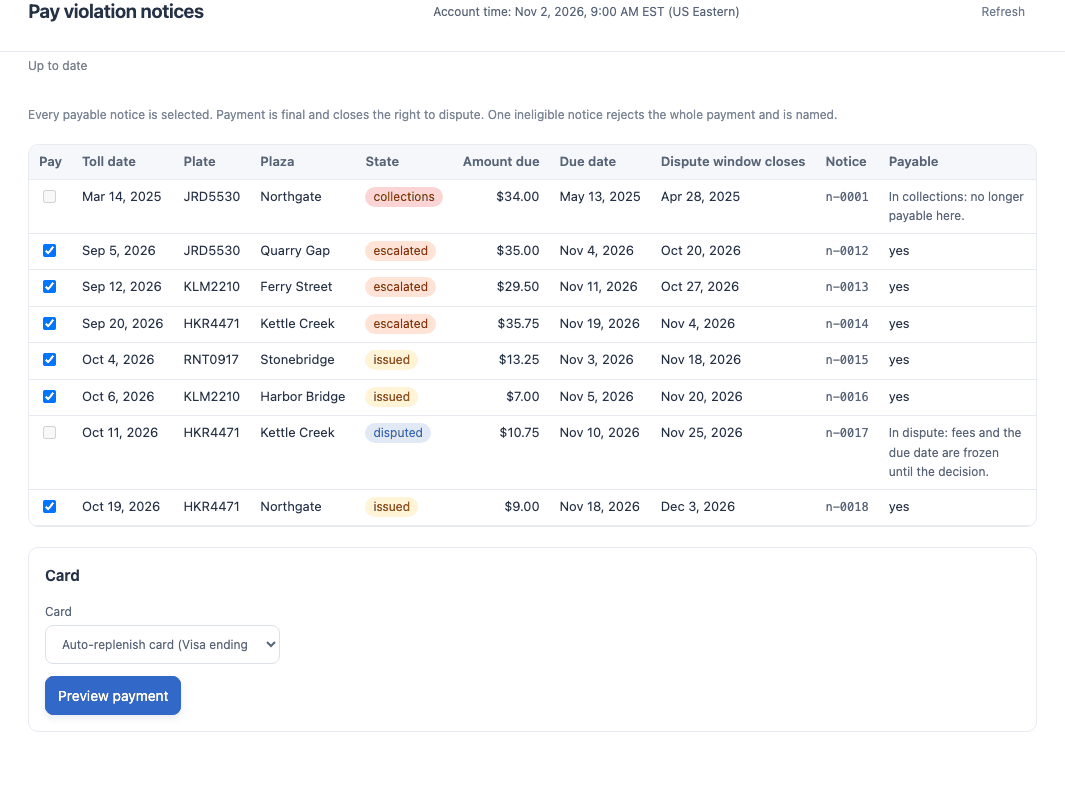 Pay violation notices
Account time: Nov 2, 2026, 9:00 AM EST (US Eastern)
Refresh
Up to date
Every payable notice is selected. Payment is final and closes the right to dispute. One ineligible notice rejects the whole payment and is named.
Pay Toll date Plate Plaza State Amount due Due date Dispute window closes Notice Payable
Mar 14, 2025 JRD5530 Northgate collections $34.00 May 13, 2025 Apr 28, 2025 n-0001 In collections: no longer
payable here.
Sep 5, 2026 JRD5530 Quarry Gap escalated $35.00 Nov 4, 2026 Oct 20, 2026 n-0012 yes
Sep 12, 2026 KLM2210 Ferry Street escalated $29.50 Nov 11, 2026 Oct 27, 2026 n-0013 yes
Sep 20, 2026 HKR4471 Kettle Creek escalated $35.75 Nov 19, 2026 Nov 4, 2026 n-0014 yes
Oct 4, 2026 RNT0917 Stonebridge issued $13.25 Nov 3, 2026 Nov 18, 2026 n-0015 yes
Oct 6, 2026 KLM2210 Harbor Bridge issued $7.00 Nov 5, 2026 Nov 20, 2026 n-0016 yes
Oct 11, 2026 HKR4471 Kettle Creek disputed $10.75 Nov 10, 2026 Nov 25, 2026 n-0017 In dispute: fees and the
due date are frozen
until the decision.
Oct 19, 2026 HKR4471 Northgate issued $9.00 Nov 18, 2026 Dec 3, 2026 n-0018 yes
Card
Card
Auto-replenish card (Visa ending
Preview payment